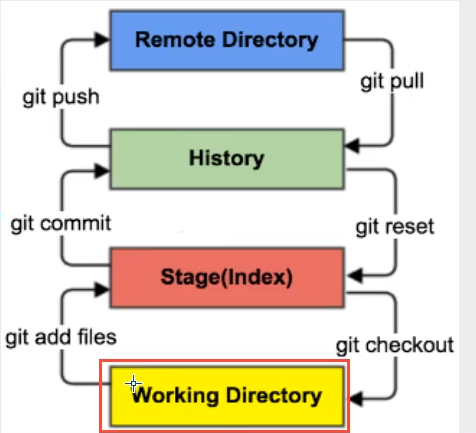 Remote Directory
git push
git pull
History
git commit
git reset
Stage(Index)
git add files
git checkout
Working Directory